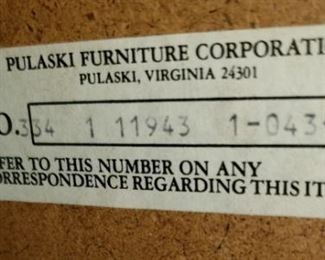 PULASKI FURNITURE CORPORATI
PULASKI, VIRGINIA 24301
O. 334 1 11943 1-043
FER TO THIS NUMBER ON ANY
ORRESPONDENCE REGARDING THIS IT